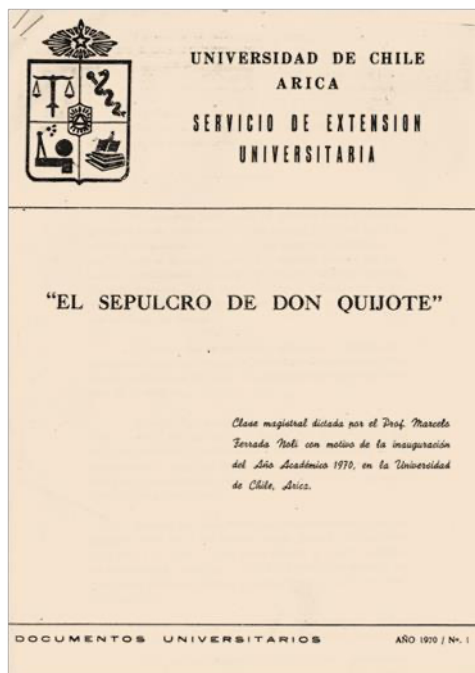 UNIVERSIDAD DE CHILE
ARICA
SERVICIO DE EXTENSION
UNIVERSITARIA
"EL SEPULCRO DE DON QUIJOTE"
Clase magistral dictada por el Prof. Marcelo
Ferrada Noli con motivo de la inauguración
del Año Académico 1970, en la Universidad
de Chile, Arica.
DOCUMENTOS UNIVERSITARIOS
AÑO 1970 / Nº. 1